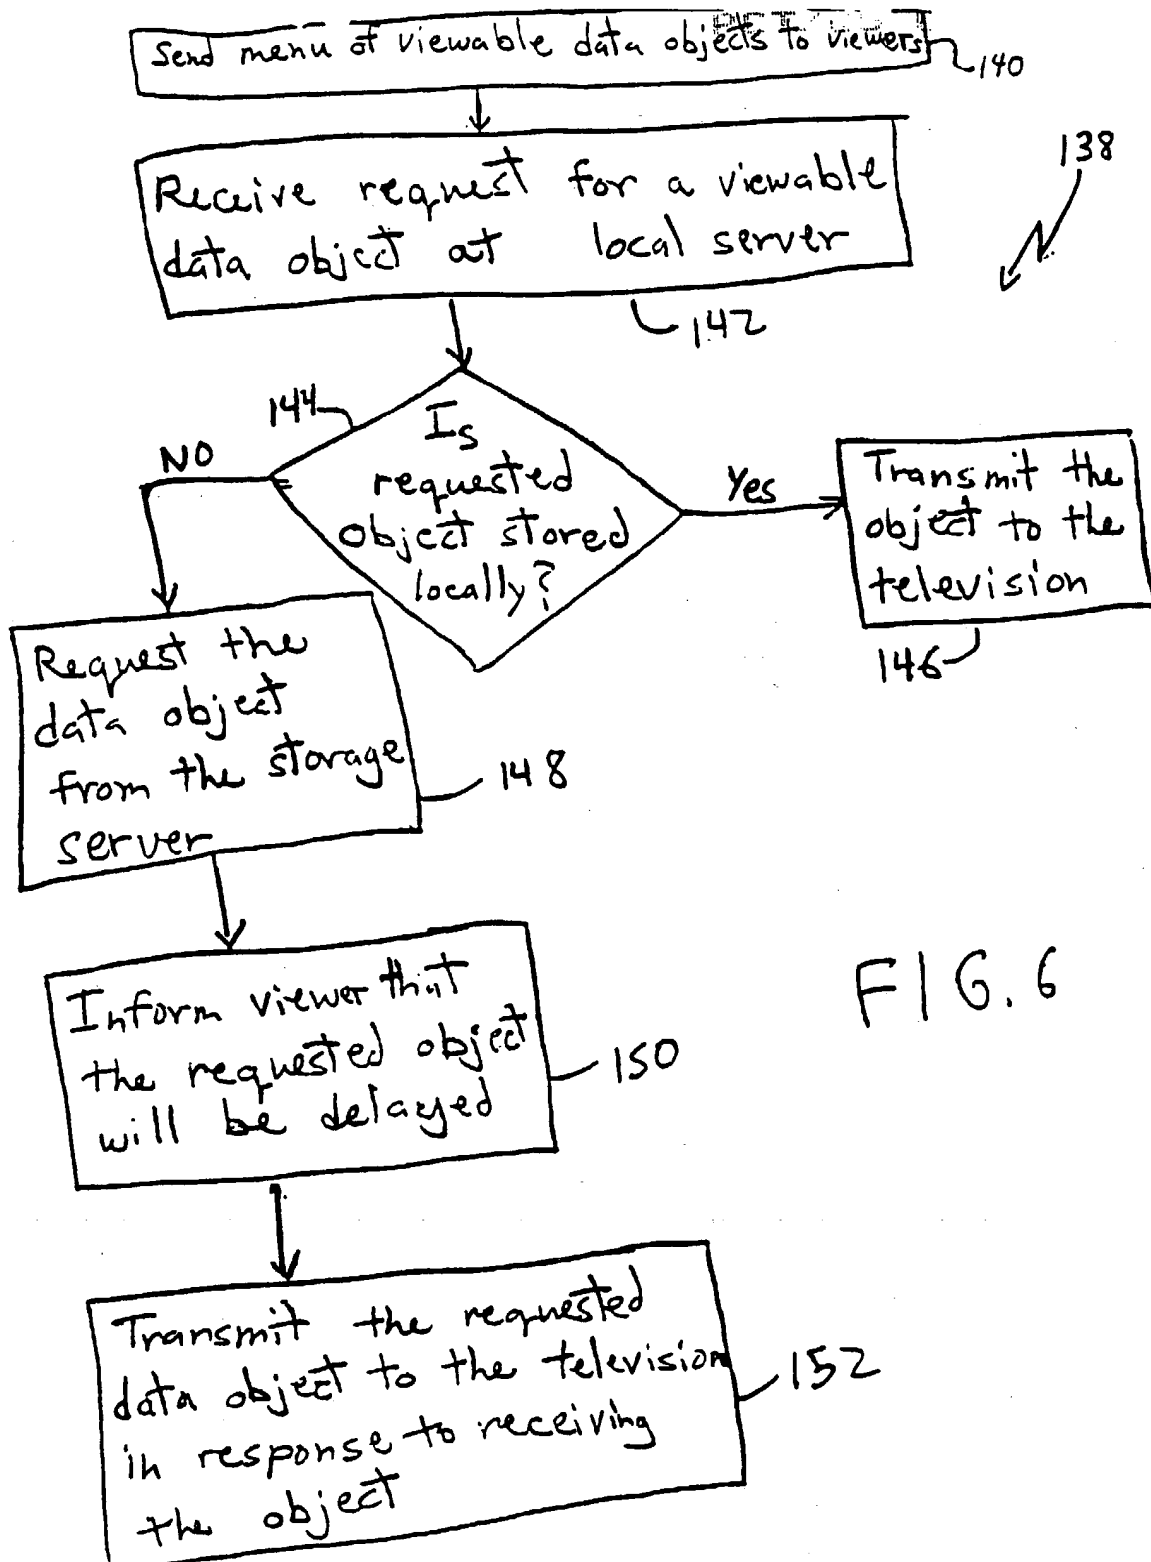 Send menu of viewable data objects to viewers
140
Receive request for a viewable
data object at local server
142
138
144
Is
requested
object stored
locally?
NO
Yes
Transmit the
object to the
television
146
Request the
data object
from the storage
server
148
Inform viewer that
the requested object
will be delayed
150
FIG. 6
Transmit the requested
data object to the television
in response to receiving
the object
152